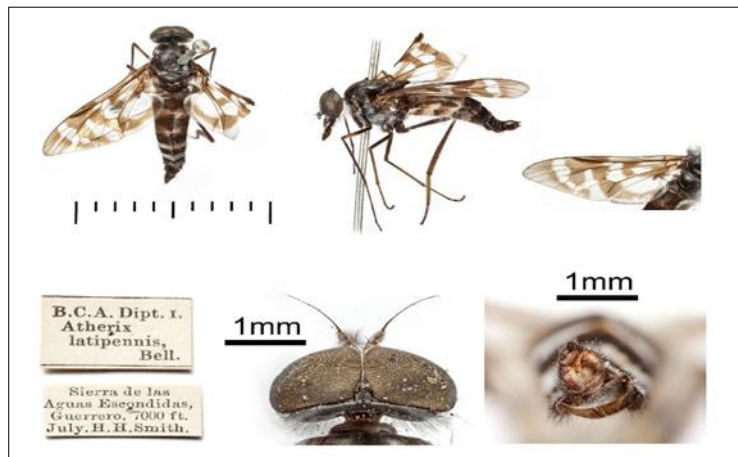 B.C.A. Dipt. I.
Atherix
latipennis,
Bell.
Sierra de las
Aguas Escondidas,
Guerrero, 7000 ft.
July. H. H. Smith.
1mm
1mm